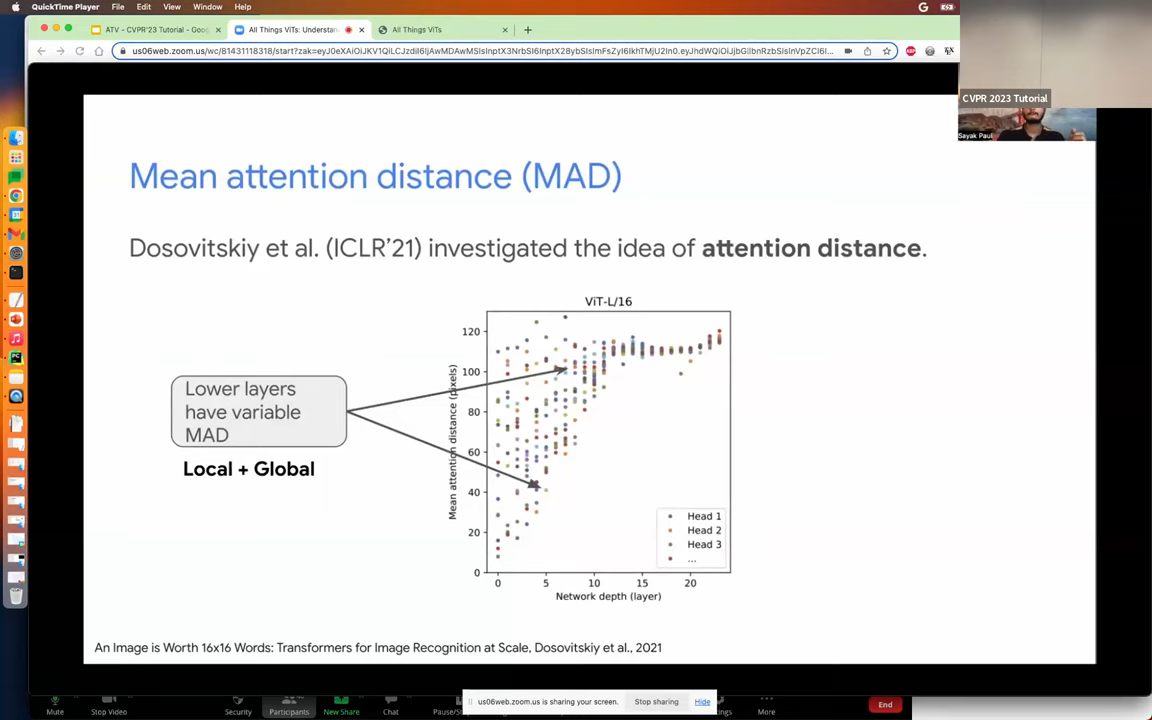 QuickTime Player File Edit View Window Help
ATV - CVPR'23 Tutorial - Goo
All Things ViTs: Understan
All Things ViTs
us06web.zoom.us/wc/81431118318/start?zak=
CVPR 2023 Tutorial
Sayak Paul
Mean attention distance (MAD)
Dosovitskiy et al. (ICLR'21) investigated the idea of attention distance.
ViT-L/16
Lower layers
have variable
MAD
Local + Global
Mean attention distance (pixels)
120
100
80
60
40
20
0
0 5 10 15 20
Network depth (layer)
Head 1
Head 2
Head 3
...
An Image is Worth 16x16 Words: Transformers for Image Recognition at Scale, Dosovitskiy et al., 2021
us06web.zoom.us is sharing your screen. Stop sharing Hide
Mute Stop Video Security Participants New Share Chat Pause/St ttings More End